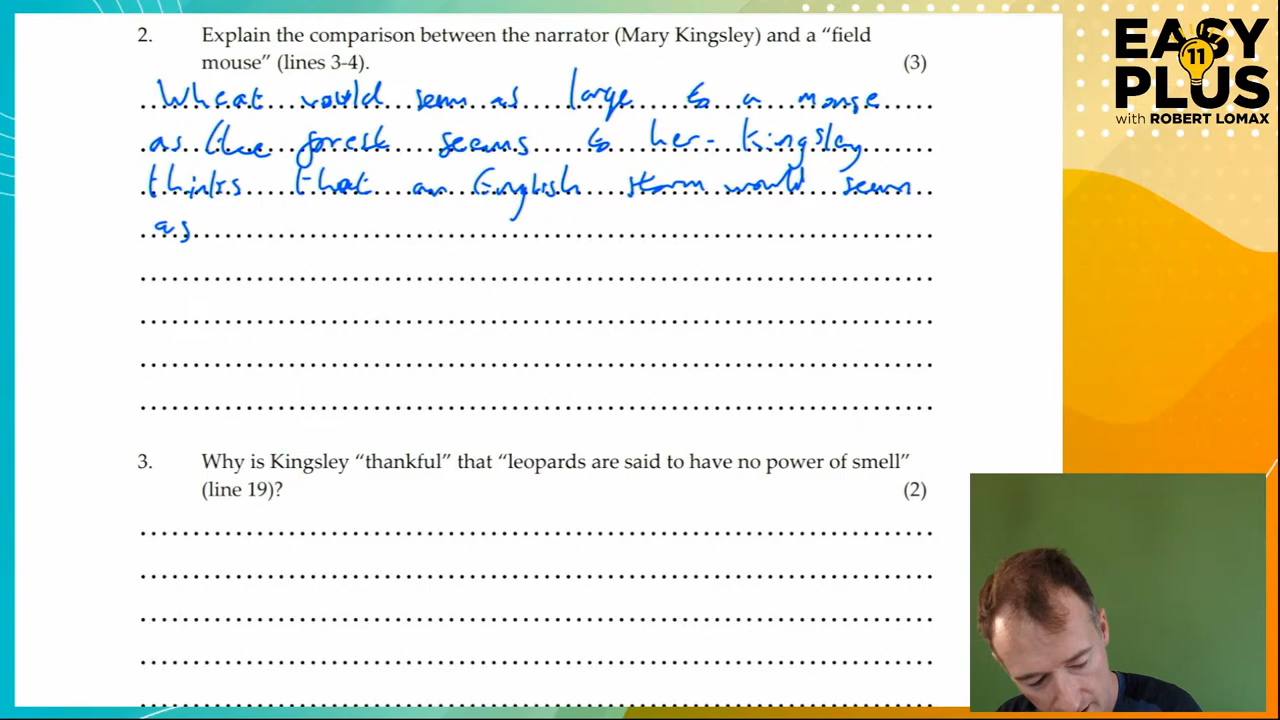 2. Explain the comparison between the narrator (Mary Kingsley) and a “field
mouse” (lines 3-4). (3)
Wheat would seem as large to a mouse
as the forest seems to her. Kingsley
thinks that an English storm would seem
as
3. Why is Kingsley “thankful” that “leopards are said to have no power of smell”
(line 19)? (2)
EASY
11
PLUS
with ROBERT LOMAX